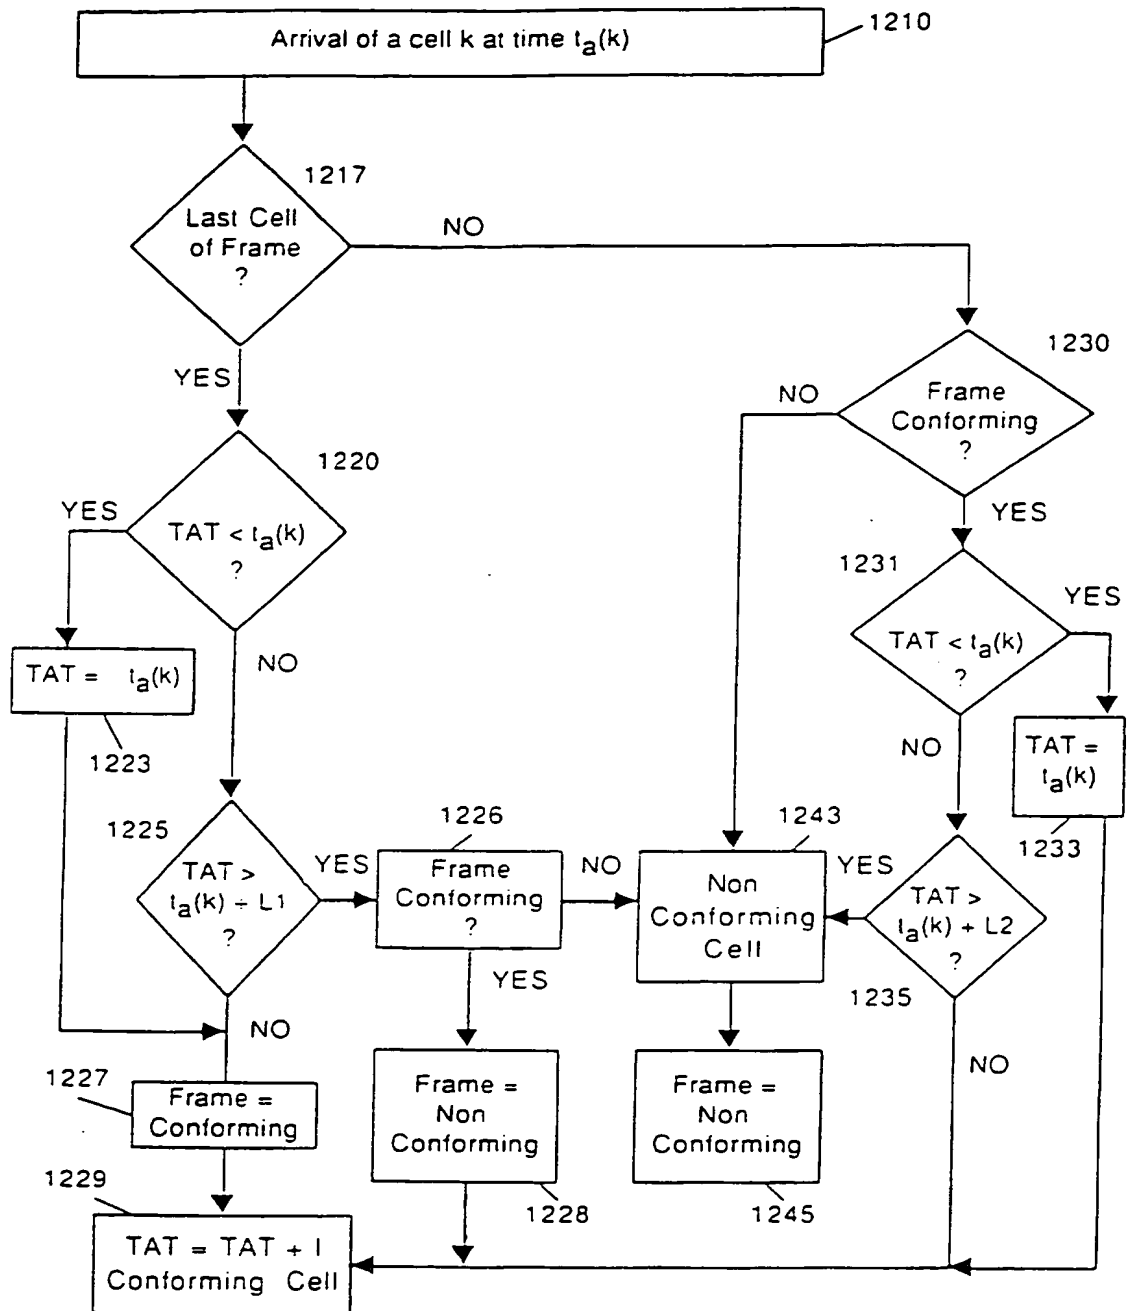 Arrival of a cell k at time ta(k)
1210
1217
Last Cell
of Frame
?
NO
YES
1230
Frame
Conforming
?
NO
YES
1220
TAT < ta(k)
?
YES
NO
TAT = ta(k)
1223
1231
TAT < ta(k)
?
YES
NO
TAT =
ta(k)
1233
1225
TAT >
ta(k) + L1
?
YES
NO
1226
Frame
Conforming
?
NO
YES
1243
Non
Conforming
Cell
YES
TAT >
ta(k) + L2
?
1235
NO
1227
Frame =
Conforming
Frame =
Non
Conforming
1228
Frame =
Non
Conforming
1245
1229
TAT = TAT + I
Conforming Cell